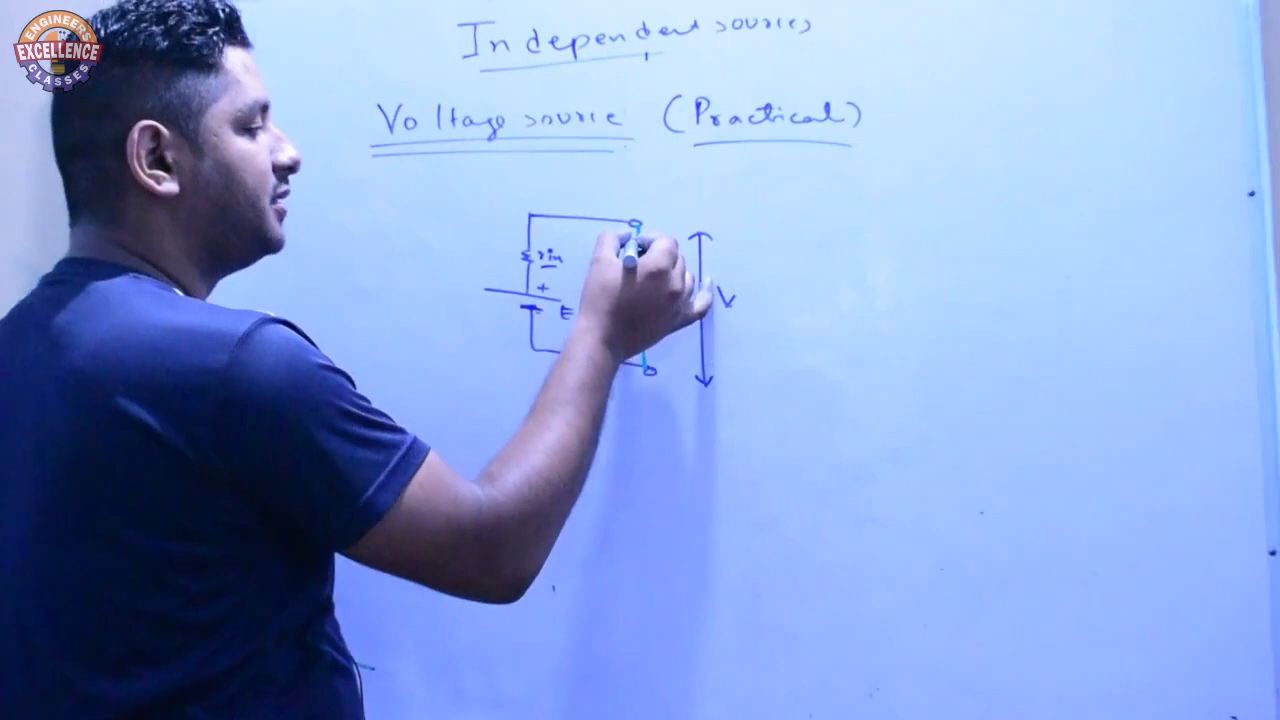 ENGINEERS
EXCELLENCE
CLASSES
Independent sources
Voltage source (Practical)
rin
+
E
V